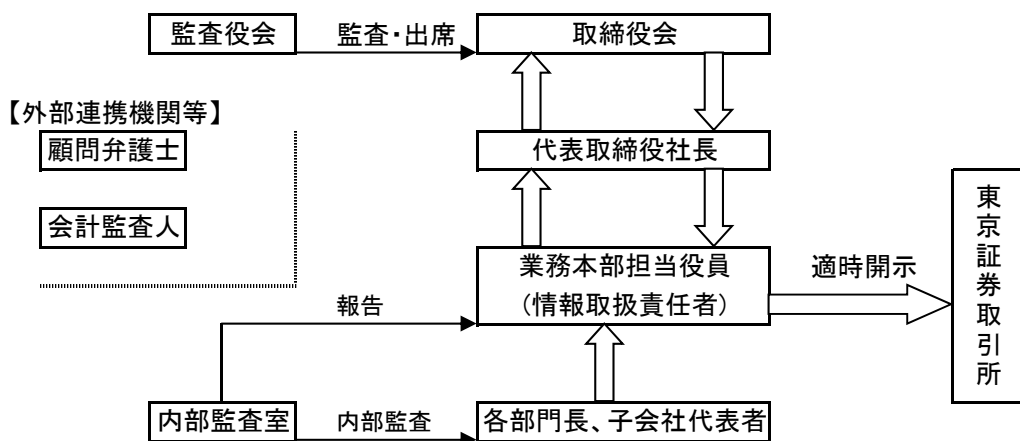 監査役会
監査・出席
取締役会
【外部連携機関等】
顧問弁護士
代表取締役社長
会計監査人
業務本部担当役員
(情報取扱責任者)
適時開示
東京証券取引所
報告
内部監査室
内部監査
各部門長、子会社代表者